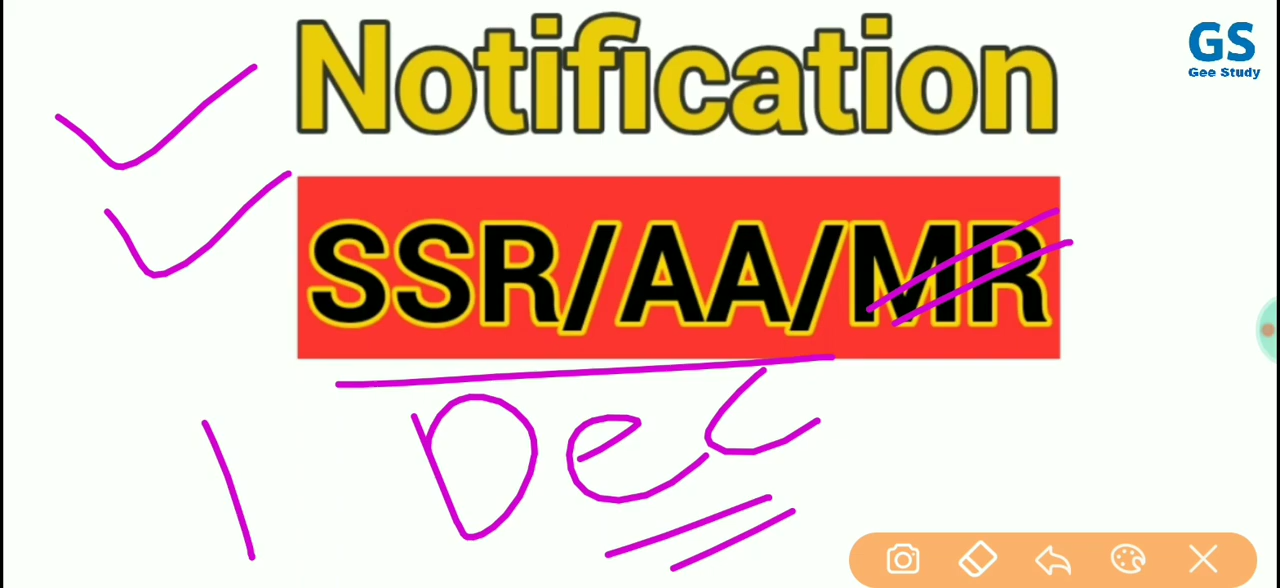 Notification
GS
Gee Study
SSR/AA/MR
1 Dec